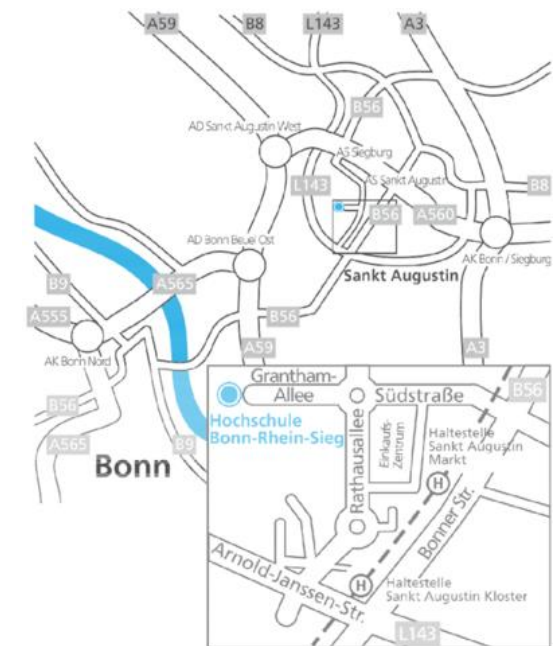 A59
B8
L143
A3
B56
AD Sankt Augustin West
AS Siegburg
AS Sankt Augustin
L143
B8
B56
A560
AD Bonn Beuel Ost
AK Bonn / Siegburg
Sankt Augustin
B9
A565
A555
B56
AK Bonn Nord
A59
A3
B56
A565
B9
Bonn
Grantham-
Allee
Südstraße
B56
Hochschule
Bonn-Rhein-Sieg
Rathausallee
Einkaufs-
Zentrum
Haltestelle
Sankt Augustin
Markt
H
Bonner Str.
Arnold-Janssen-Str.
H
Haltestelle
Sankt Augustin Kloster
L143